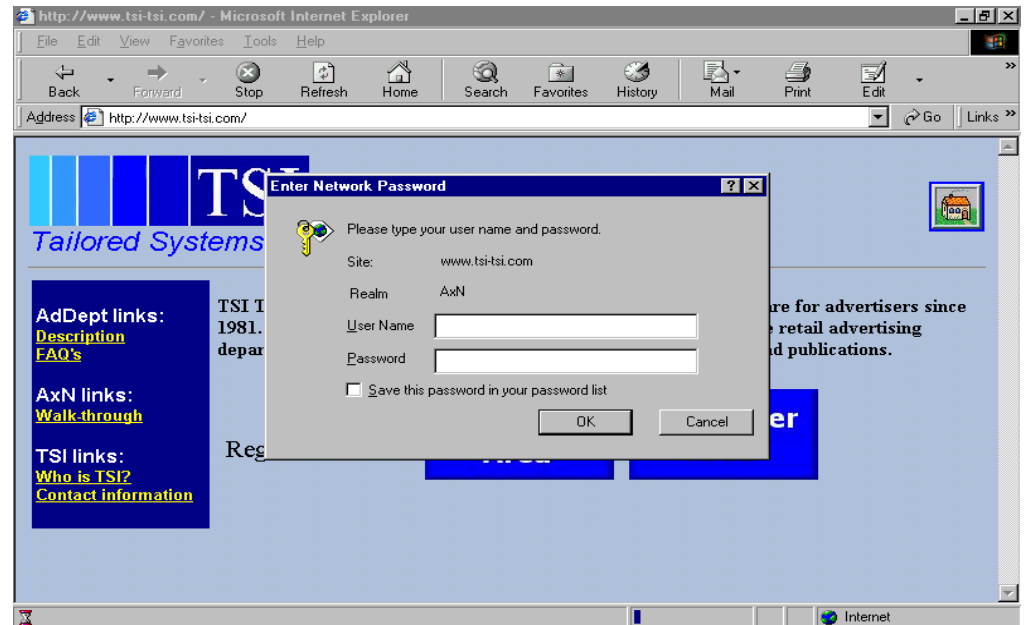 http://www.tsi-tsi.com/ - Microsoft Internet Explorer
File Edit View Favorites Tools Help
Back Forward Stop Refresh Home Search Favorites History Mail Print Edit »
Address http://www.tsi-tsi.com/ Go Links »
TSI
Tailored Systems
Enter Network Password
Please type your user name and password.
Site: www.tsi-tsi.com
Realm AxN
User Name
Password
Save this password in your password list
OK Cancel
AdDept links:
Description
FAQ's
AxN links:
Walk-through
TSI links:
Who is TSI?
Contact information
TSI T are for advertisers since
1981. retail advertising
depar d publications.
Reg er
Internet